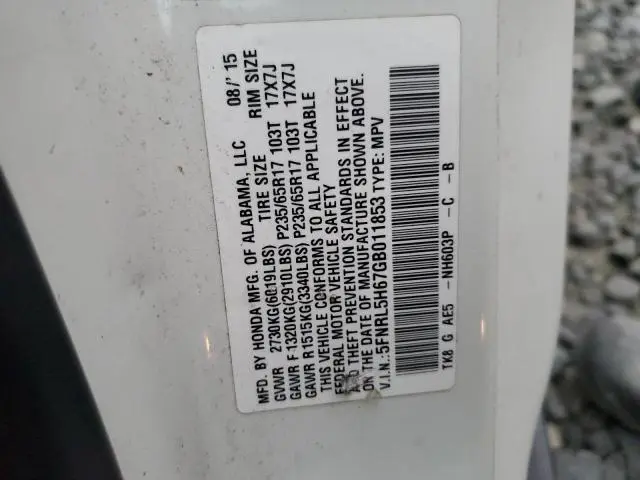 MFD. BY HONDA MFG. OF ALABAMA, LLC 08/'15
GVWR 2730KG(6019LBS) TIRE SIZE RIM SIZE
GAWR F 1320KG(2910LBS) P235/65R17 103T 17X7J
GAWR R 1515KG(3340LBS) P235/65R17 103T 17X7J
THIS VEHICLE CONFORMS TO ALL APPLICABLE
FEDERAL MOTOR VEHICLE SAFETY
AND THEFT PREVENTION STANDARDS IN EFFECT
ON THE DATE OF MANUFACTURE SHOWN ABOVE.
V.I.N.:5FNRL5H67GB011853 TYPE: MPV
TK8 G AE5 -NH603P -C -B